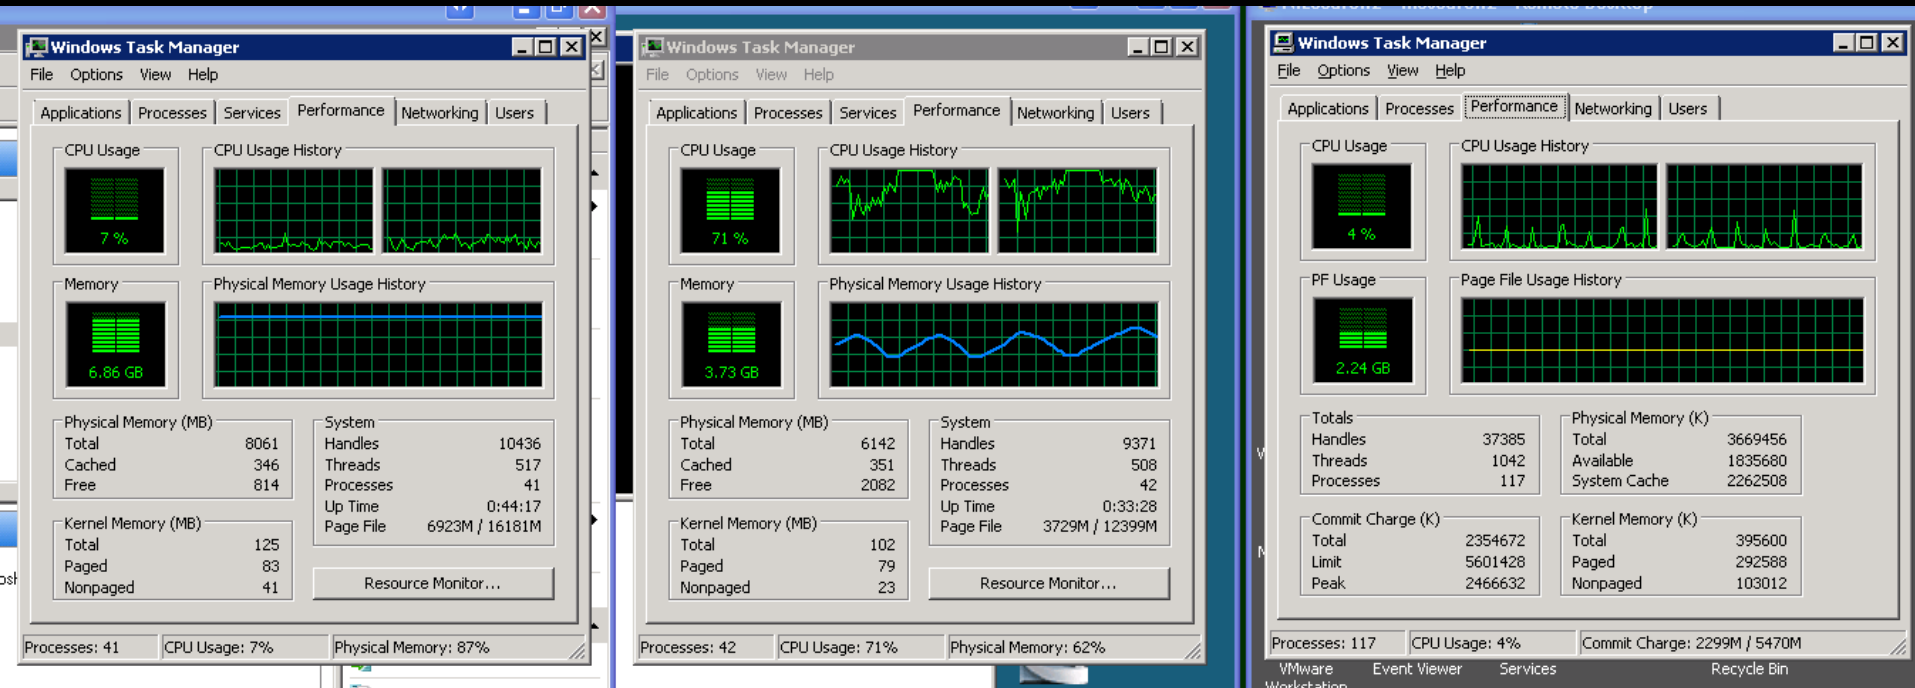 Windows Task Manager
File Options View Help
Applications Processes Services Performance Networking Users
CPU Usage CPU Usage History
7 %
Memory Physical Memory Usage History
6.86 GB
Physical Memory (MB)
Total 8061
Cached 346
Free 814
System
Handles 10436
Threads 517
Processes 41
Up Time 0:44:17
Page File 6923M / 16181M
Kernel Memory (MB)
Total 125
Paged 83
Nonpaged 41
Resource Monitor...
Processes: 41 CPU Usage: 7% Physical Memory: 87%
Windows Task Manager
File Options View Help
Applications Processes Services Performance Networking Users
CPU Usage CPU Usage History
71 %
Memory Physical Memory Usage History
3.73 GB
Physical Memory (MB)
Total 6142
Cached 351
Free 2082
System
Handles 9371
Threads 508
Processes 42
Up Time 0:33:28
Page File 3729M / 12399M
Kernel Memory (MB)
Total 102
Paged 79
Nonpaged 23
Resource Monitor...
Processes: 42 CPU Usage: 71% Physical Memory: 62%
Remote Desktop
Windows Task Manager
File Options View Help
Applications Processes Performance Networking Users
CPU Usage CPU Usage History
4 %
PF Usage Page File Usage History
2.24 GB
Totals
Handles 37385
Threads 1042
Processes 117
Physical Memory (K)
Total 3669456
Available 1835680
System Cache 2262508
Commit Charge (K)
Total 2354672
Limit 5601428
Peak 2466632
Kernel Memory (K)
Total 395600
Paged 292588
Nonpaged 103012
Processes: 117 CPU Usage: 4% Commit Charge: 2299M / 5470M
VMware Event Viewer Services Recycle Bin
Workstation